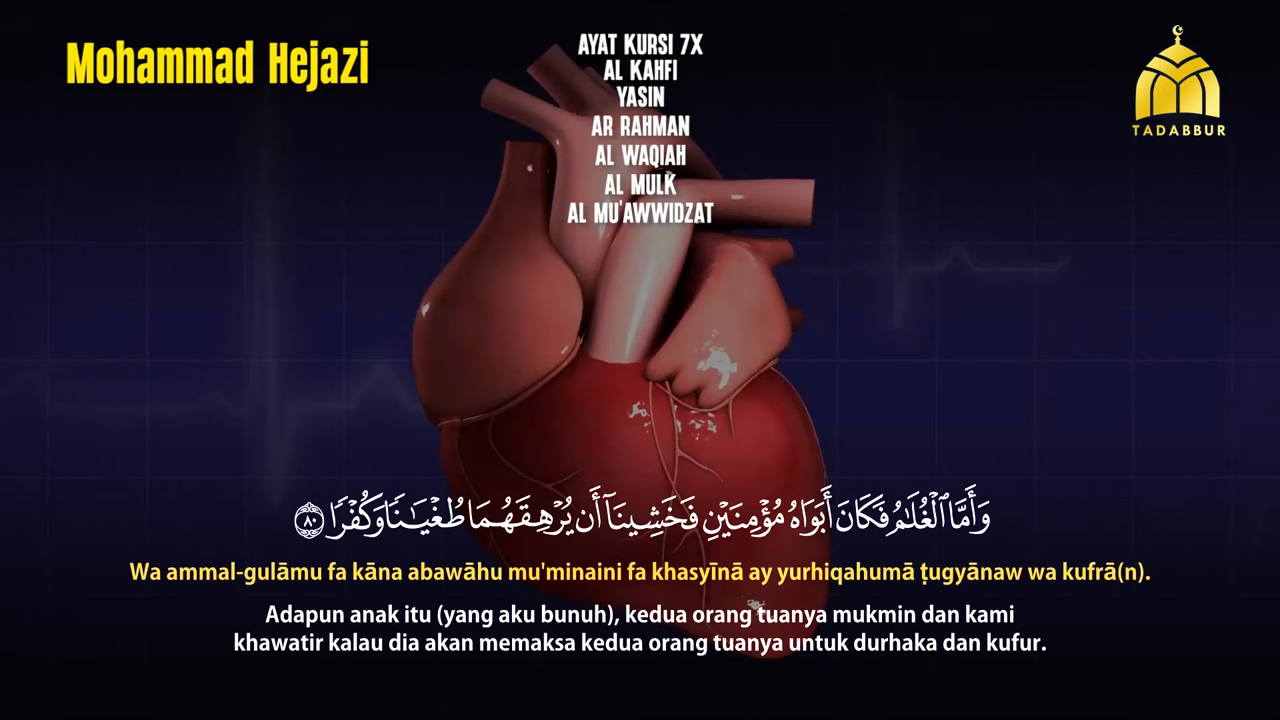 Mohammad Hejazi
AYAT KURSI 7X
AL KAHFI
YASIN
AR RAHMAN
AL WAQIAH
AL MULK
AL MU'AWWIDZAT
TADABBUR
وَأَمَّا ٱلْغُلَـٰمُ فَكَانَ أَبَوَاهُ مُؤْمِنَيْنِ فَخَشِينَآ أَن يُرْهِقَهُمَا طُغْيَـٰنًا وَكُفْرًا ٨٠
Wa ammal-gulāmu fa kāna abawāhu mu'minaini fa khasyīnā ay yurhiqahumā ṭugyānaw wa kufrā(n).
Adapun anak itu (yang aku bunuh), kedua orang tuanya mukmin dan kami
khawatir kalau dia akan memaksa kedua orang tuanya untuk durhaka dan kufur.